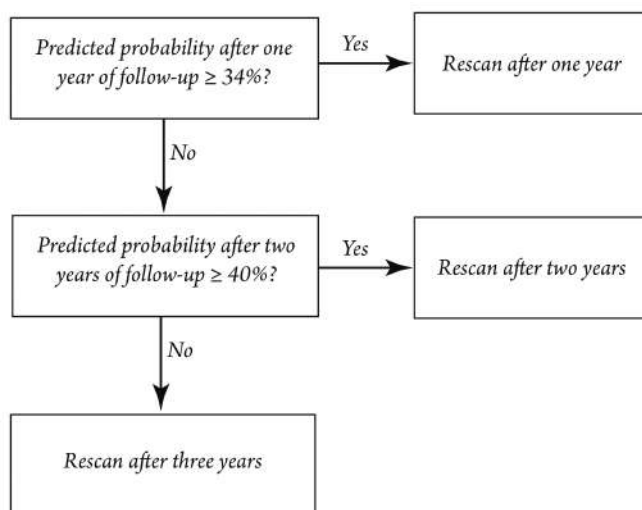 Predicted probability after one
year of follow-up ≥ 34%?
Yes
Rescan after one year
No
Predicted probability after two
years of follow-up ≥ 40%?
Yes
Rescan after two years
No
Rescan after three years